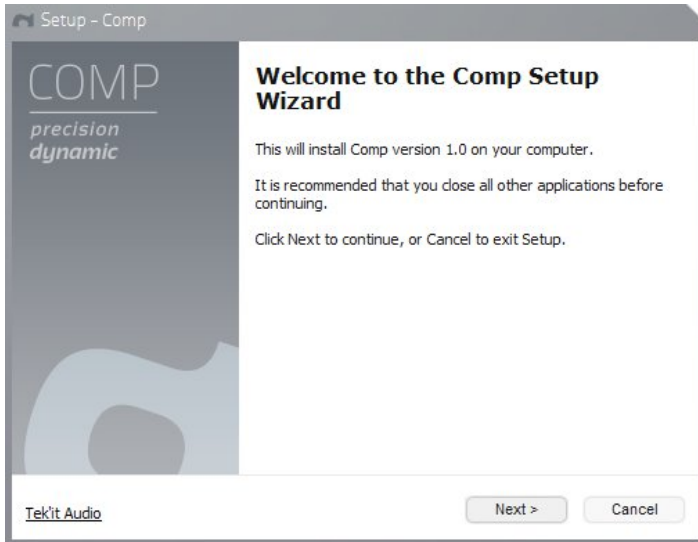 Setup - Comp
COMP
precision
dynamic
Welcome to the Comp Setup
Wizard
This will install Comp version 1.0 on your computer.
It is recommended that you close all other applications before
continuing.
Click Next to continue, or Cancel to exit Setup.
Tek'it Audio
Next >
Cancel